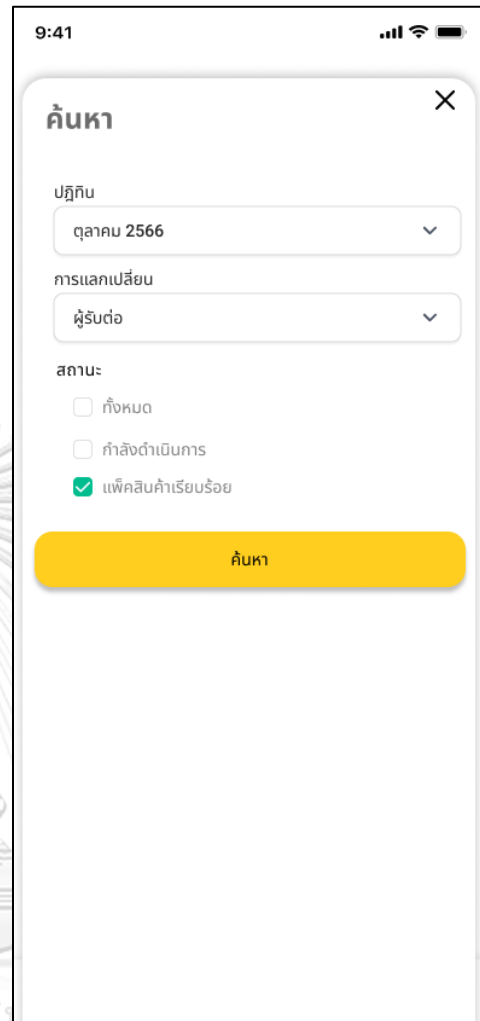 9:41
ค้นหา
ปฎิทิน
ตุลาคม 2566
การแลกเปลี่ยน
ผู้รับต่อ
สถานะ
ทั้งหมด
กำลังดำเนินการ
แพ็คสินค้าเรียบร้อย
ค้นหา